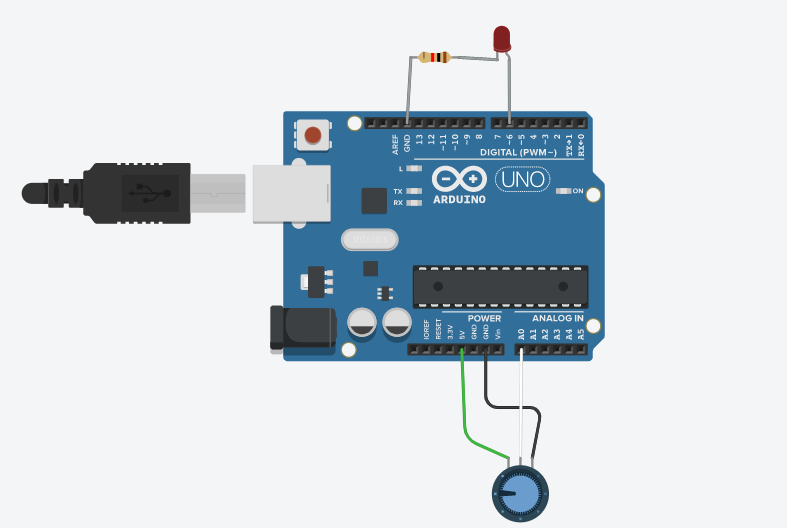 AREF
GND
13
12
~11
~10
~9
8
7
~6
~5
4
~3
2
TX→1
RX←0
DIGITAL (PWM~)
L
TX
RX
ARDUINO
UNO
ON
POWER
ANALOG IN
IOREF
RESET
3.3V
5V
GND
GND
Vin
A0
A1
A2
A3
A4
A5